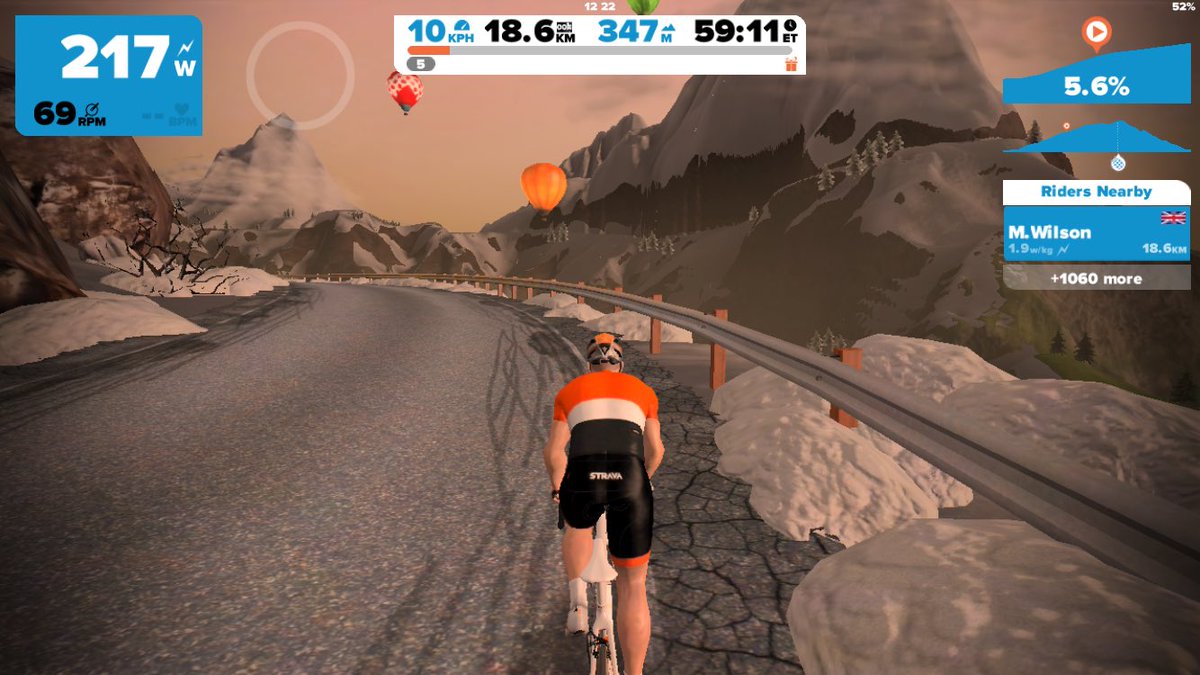 12 22
52%
217 W
69 RPM
-- BPM
10 KPH 18.6 KM 347 M 59:11 ET
5
5.6%
Riders Nearby
M.Wilson
1.9w/kg 18.6KM
+1060 more
STRAVA